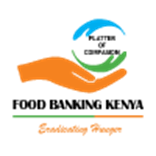 PLATTER
OF
COMPASSION
FOOD BANKING KENYA
Eradicating Hunger